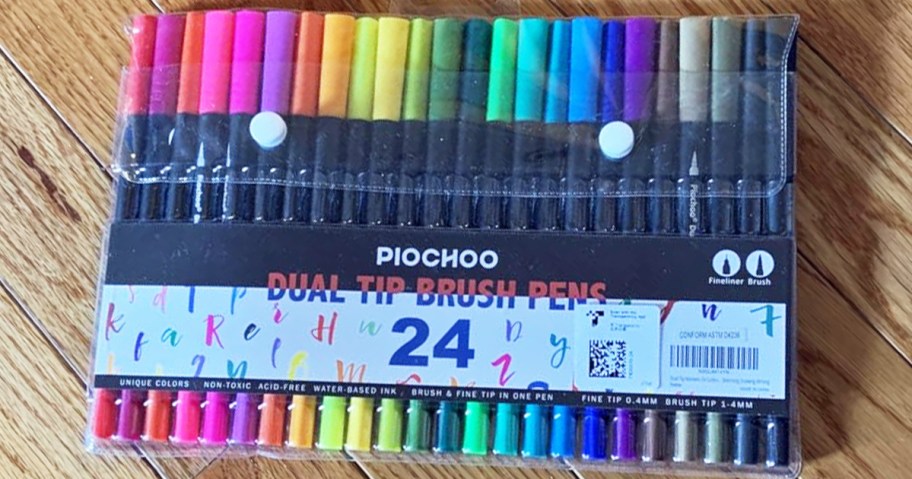 PIOCHOO
Fineliner Brush
DUAL TIP BRUSH PENS
24
CONFORM ASTM D4236
UNIQUE COLORS NON-TOXIC ACID-FREE WATER-BASED INK BRUSH & FINE TIP IN ONE PEN FINE TIP 0.4MM BRUSH TIP 1-4MM